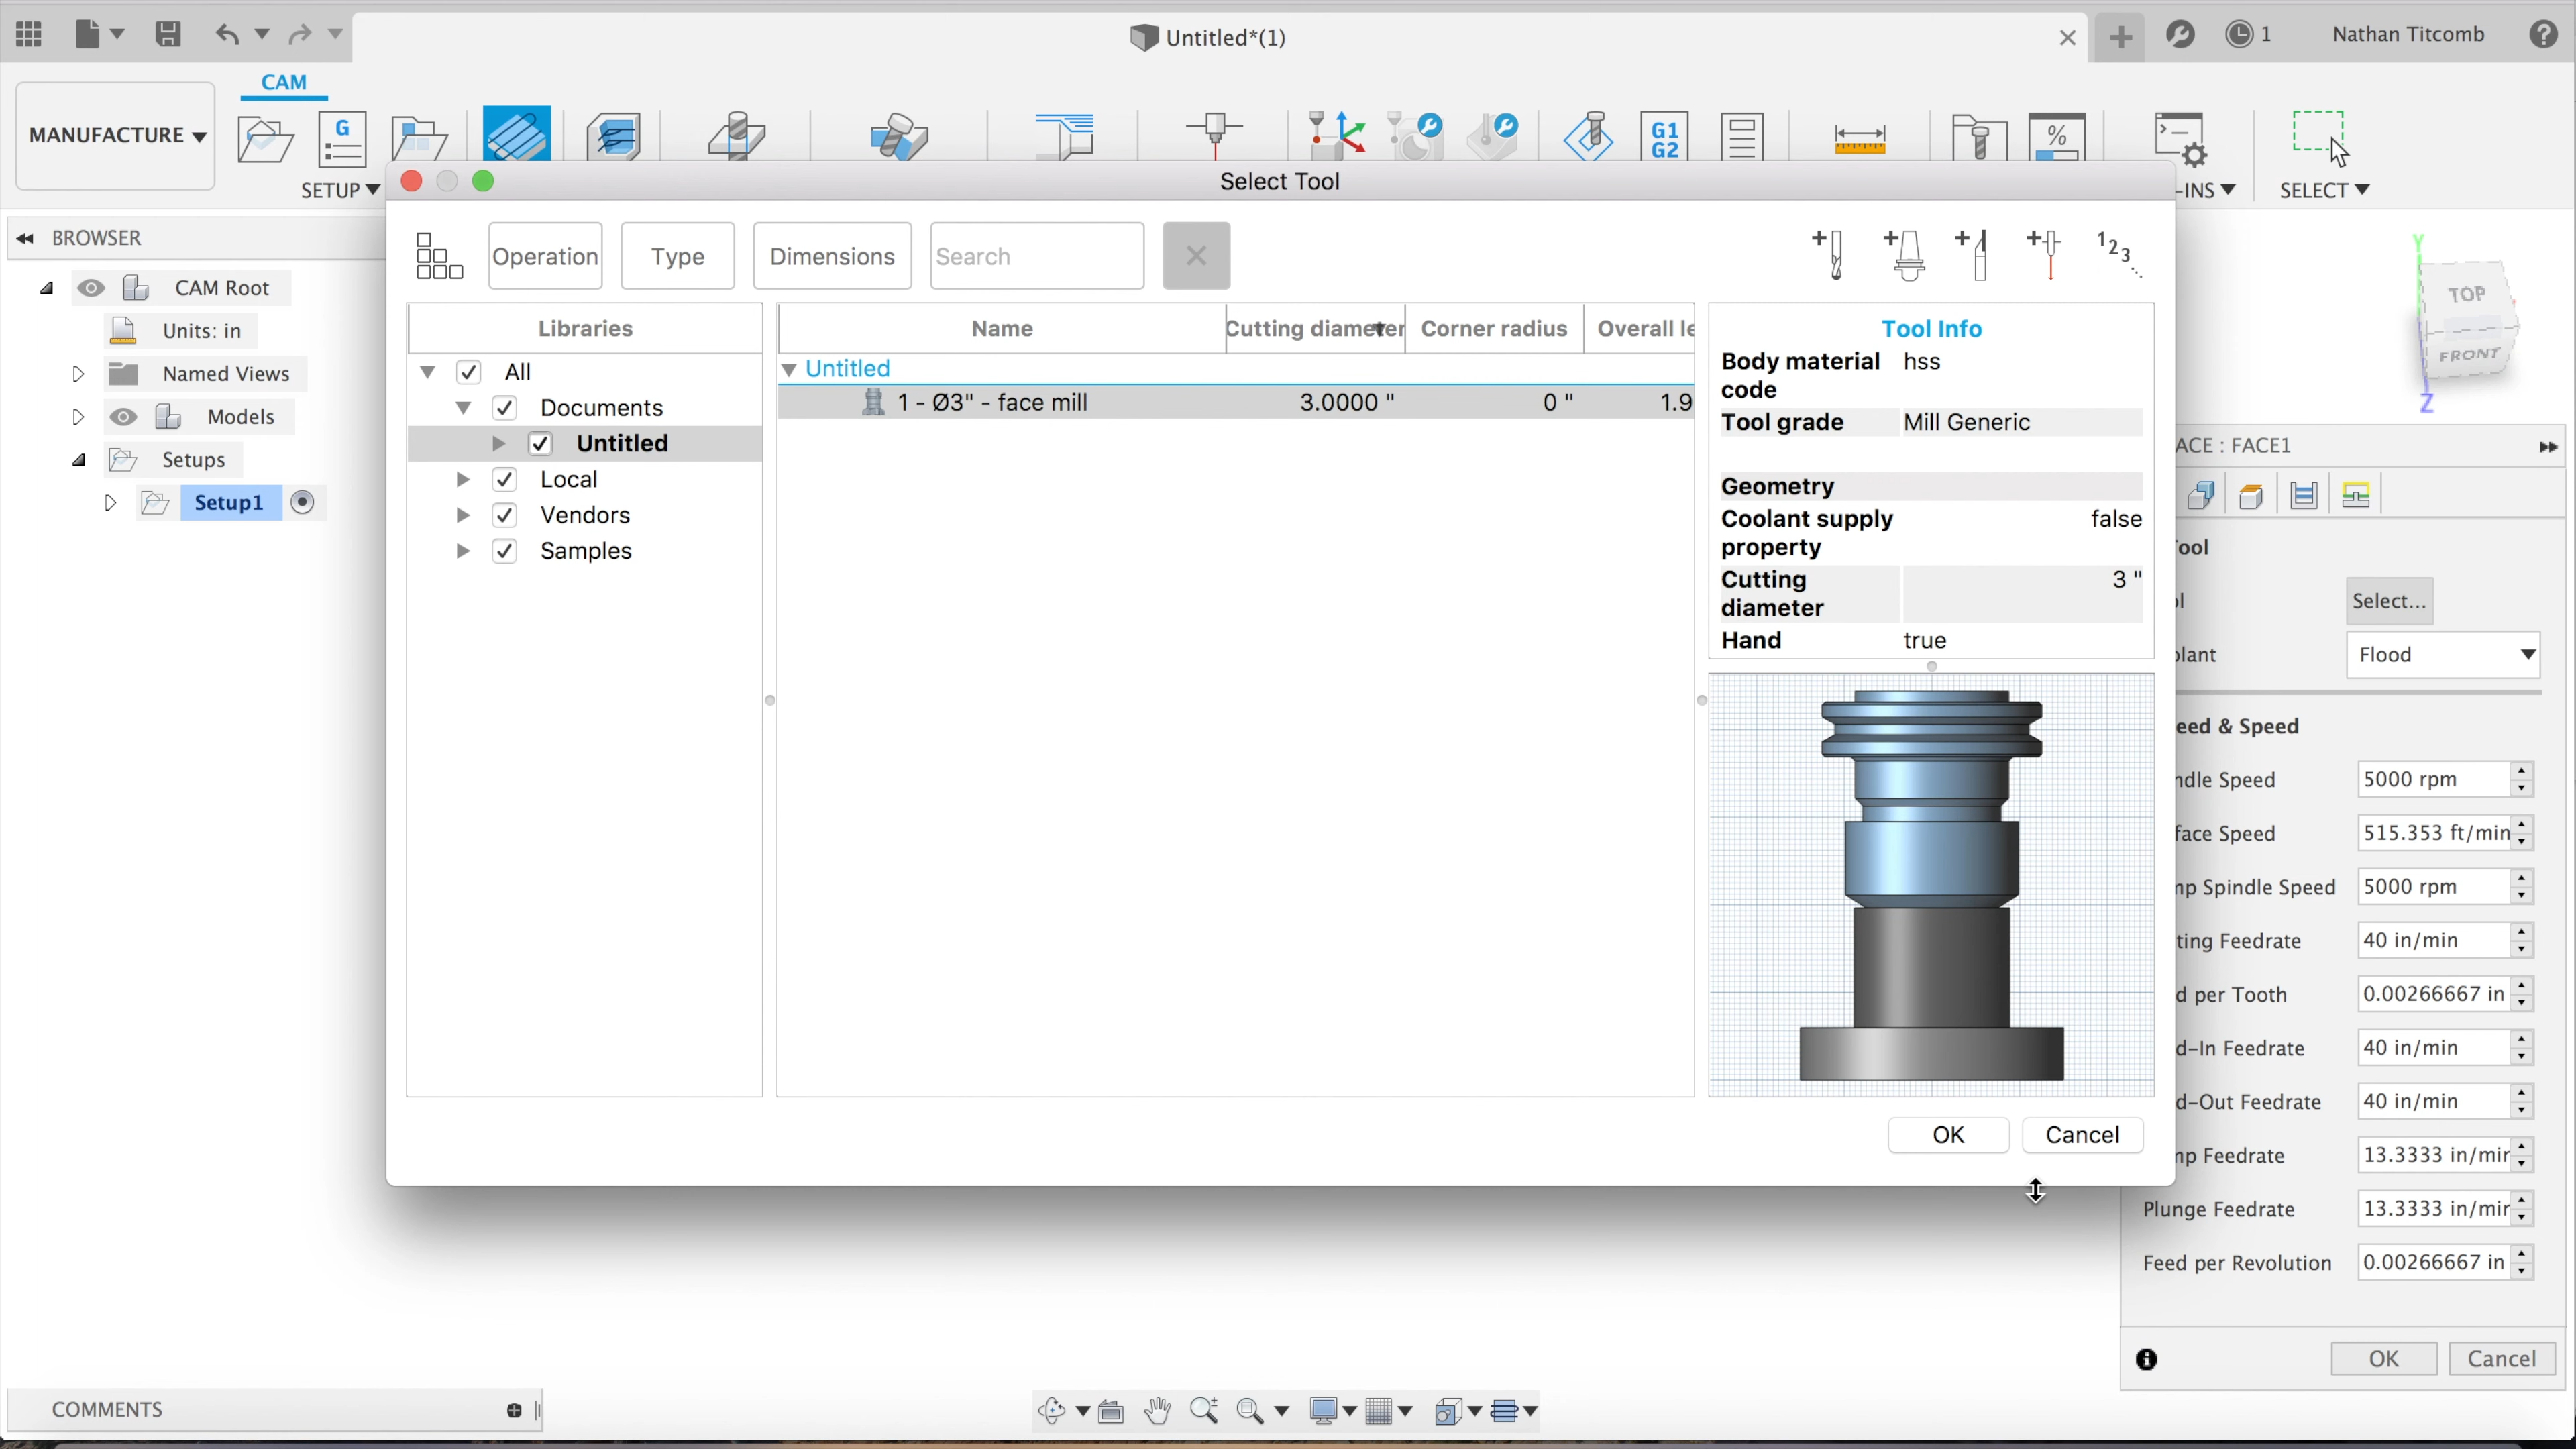 Untitled*(1)
1
Nathan Titcomb
CAM
MANUFACTURE
G
G1
G2
%
SETUP
-INS
SELECT
Select Tool
BROWSER
CAM Root
Units: in
Named Views
Models
Setups
Setup1
Operation
Type
Dimensions
Search
1 2 3
Libraries
All
Documents
Untitled
Local
Vendors
Samples
Name
Cutting diameter
Corner radius
Overall le
Untitled
1 - Ø3" - face mill
3.0000 "
0 "
1.9
Tool Info
Body material code
hss
Tool grade
Mill Generic
Geometry
Coolant supply property
false
Cutting diameter
3 "
Hand
true
OK
Cancel
TOP
FRONT
Y
Z
ACE : FACE1
ool
Select...
lant
Flood
eed & Speed
ndle Speed
5000 rpm
face Speed
515.353 ft/min
mp Spindle Speed
5000 rpm
ting Feedrate
40 in/min
d per Tooth
0.00266667 in
d-In Feedrate
40 in/min
d-Out Feedrate
40 in/min
mp Feedrate
13.3333 in/mir
Plunge Feedrate
13.3333 in/mir
Feed per Revolution
0.00266667 in
OK
Cancel
COMMENTS